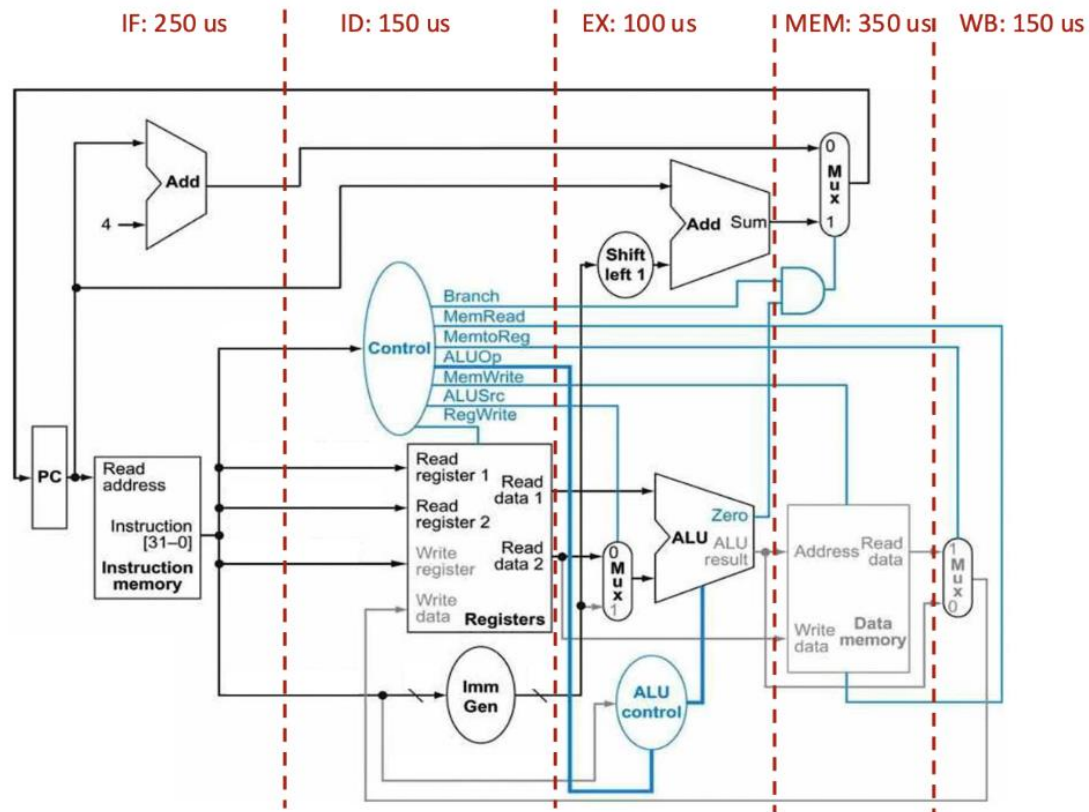 IF: 250 us
ID: 150 us
EX: 100 us
MEM: 350 us
WB: 150 us
Add
4
0
M
u
x
1
Add Sum
Shift
left 1
Branch
MemRead
MemtoReg
ALUOp
MemWrite
ALUSrc
RegWrite
Control
PC
Read
address
Instruction
[31–0]
Instruction
memory
Read
register 1
Read
register 2
Write
register
Write
data
Read
data 1
Read
data 2
Registers
0
M
u
x
1
Zero
ALU
ALU
result
Address
Read
data
Write
data
Data
memory
1
M
u
x
0
Imm
Gen
ALU
control